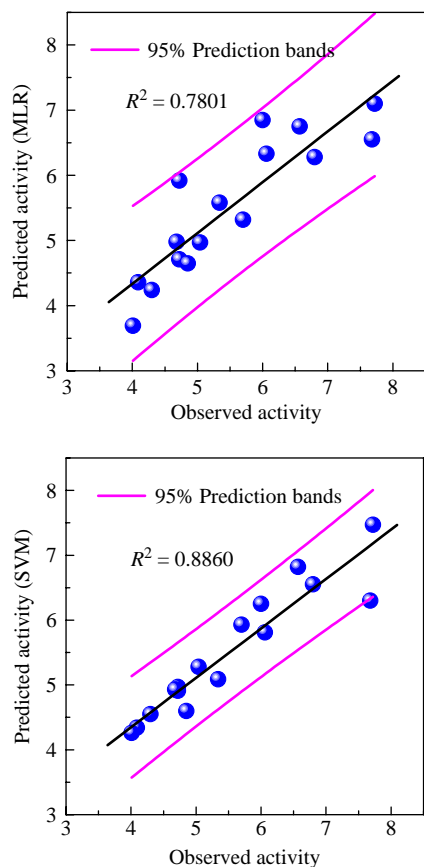 8
95% Prediction bands
7
R² = 0.7801
6
5
4
3
3 4 5 6 7 8
Predicted activity (MLR)
Observed activity
8
95% Prediction bands
7
R² = 0.8860
6
5
4
3
3 4 5 6 7 8
Predicted activity (SVM)
Observed activity